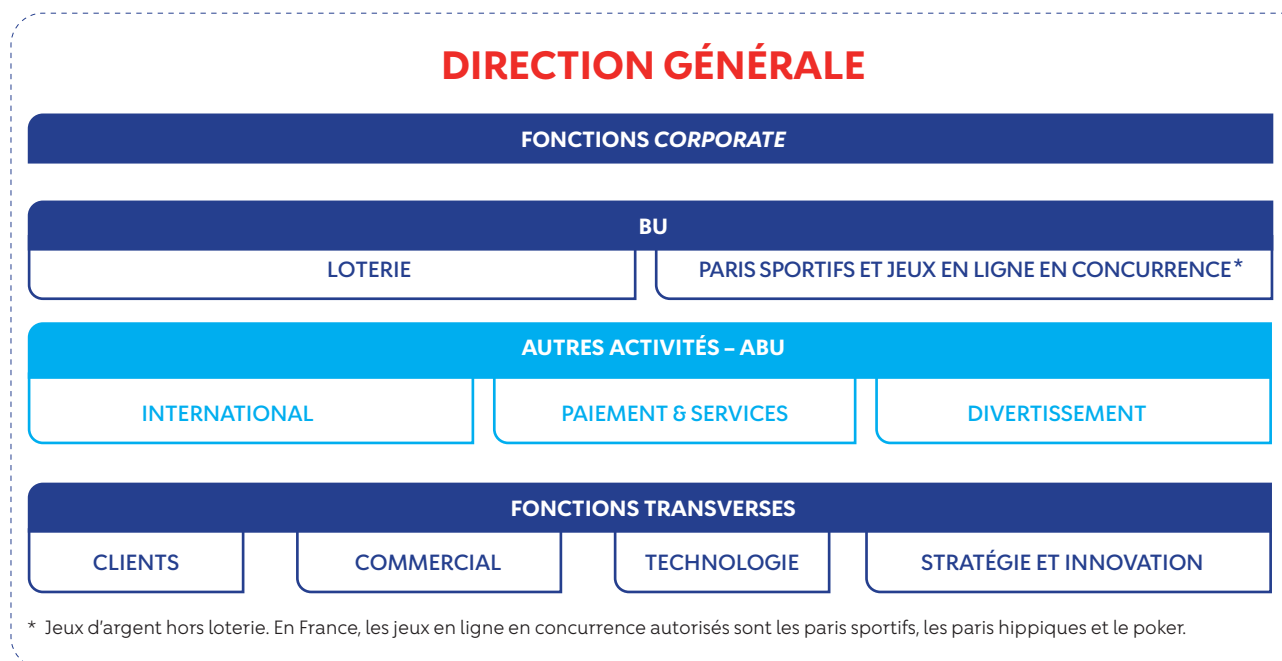 DIRECTION GÉNÉRALE
FONCTIONS CORPORATE
BU
LOTERIE
PARIS SPORTIFS ET JEUX EN LIGNE EN CONCURRENCE*
AUTRES ACTIVITÉS – ABU
INTERNATIONAL
PAIEMENT & SERVICES
DIVERTISSEMENT
FONCTIONS TRANSVERSES
CLIENTS
COMMERCIAL
TECHNOLOGIE
STRATÉGIE ET INNOVATION
* Jeux d’argent hors loterie. En France, les jeux en ligne en concurrence autorisés sont les paris sportifs, les paris hippiques et le poker.